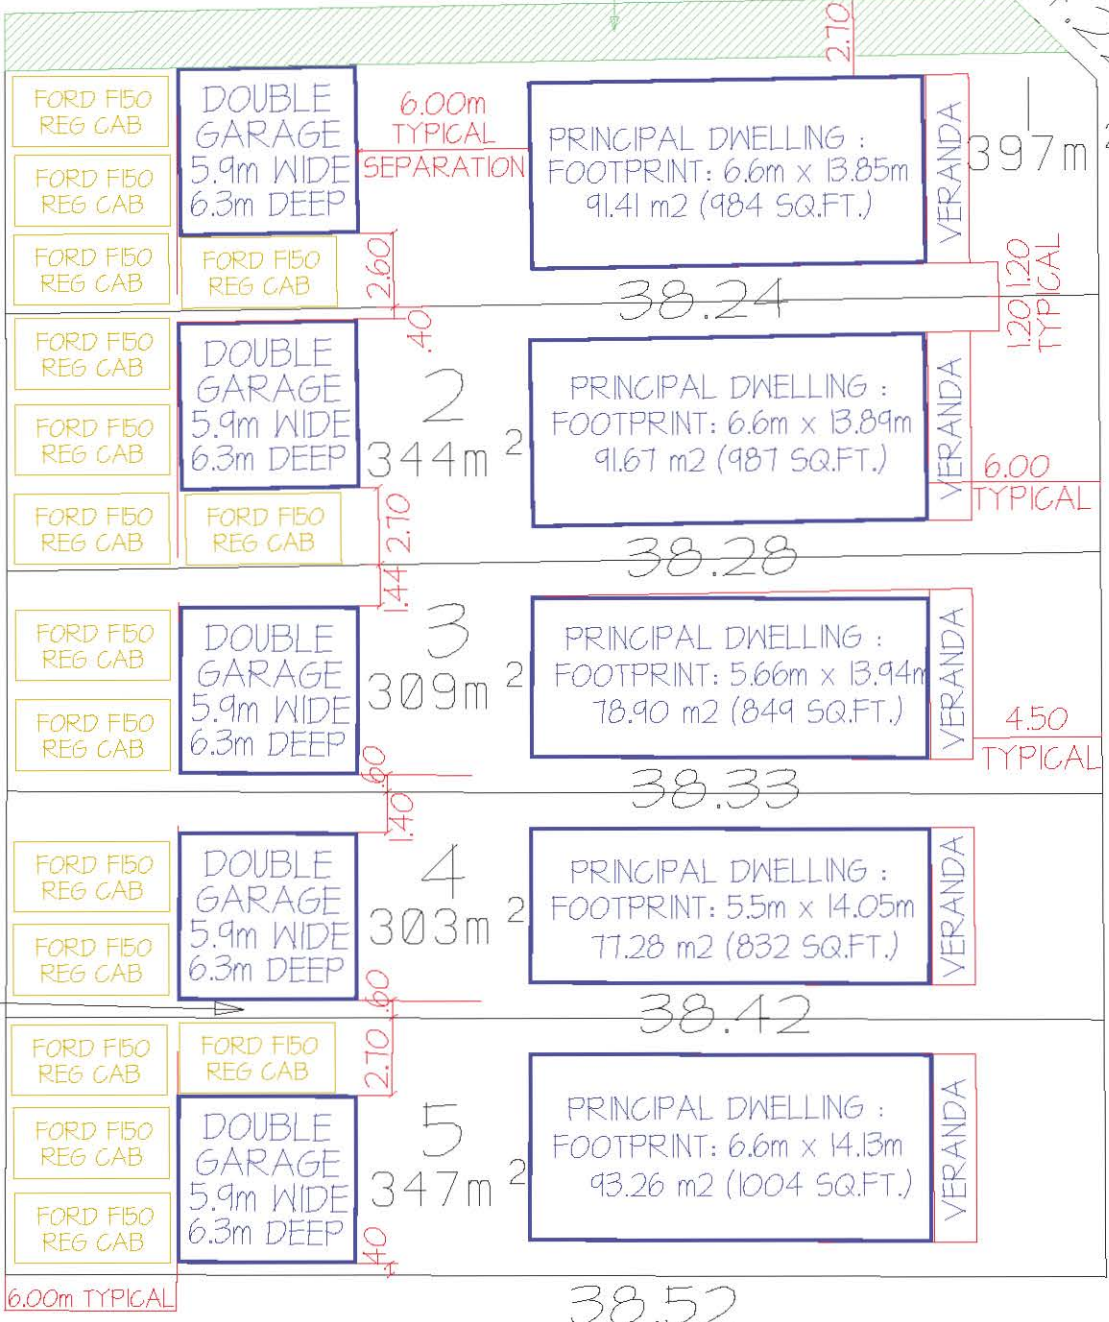 2.70
FORD F150
REG CAB
FORD F150
REG CAB
FORD F150
REG CAB
FORD F150
REG CAB
DOUBLE
GARAGE
5.9m WIDE
6.3m DEEP
6.00m
TYPICAL
SEPARATION
PRINCIPAL DWELLING :
FOOTPRINT: 6.6m x 13.85m
91.41 m2 (984 SQ.FT.)
VERANDA
1
397m 2
2.60
.40
38.24
1.20
TYPICAL
1.20
TYPICAL
FORD F150
REG CAB
FORD F150
REG CAB
FORD F150
REG CAB
FORD F150
REG CAB
DOUBLE
GARAGE
5.9m WIDE
6.3m DEEP
2
344m 2
PRINCIPAL DWELLING :
FOOTPRINT: 6.6m x 13.89m
91.67 m2 (987 SQ.FT.)
VERANDA
6.00
TYPICAL
2.70
1.44
38.28
FORD F150
REG CAB
FORD F150
REG CAB
DOUBLE
GARAGE
5.9m WIDE
6.3m DEEP
3
309m 2
PRINCIPAL DWELLING :
FOOTPRINT: 5.66m x 13.94m
78.90 m2 (849 SQ.FT.)
VERANDA
4.50
TYPICAL
.60
1.40
38.33
FORD F150
REG CAB
FORD F150
REG CAB
DOUBLE
GARAGE
5.9m WIDE
6.3m DEEP
4
303m 2
PRINCIPAL DWELLING :
FOOTPRINT: 5.5m x 14.05m
77.28 m2 (832 SQ.FT.)
VERANDA
.60
2.70
38.42
FORD F150
REG CAB
FORD F150
REG CAB
FORD F150
REG CAB
FORD F150
REG CAB
DOUBLE
GARAGE
5.9m WIDE
6.3m DEEP
5
347m 2
PRINCIPAL DWELLING :
FOOTPRINT: 6.6m x 14.13m
93.26 m2 (1004 SQ.FT.)
VERANDA
.40
6.00m TYPICAL
38.52